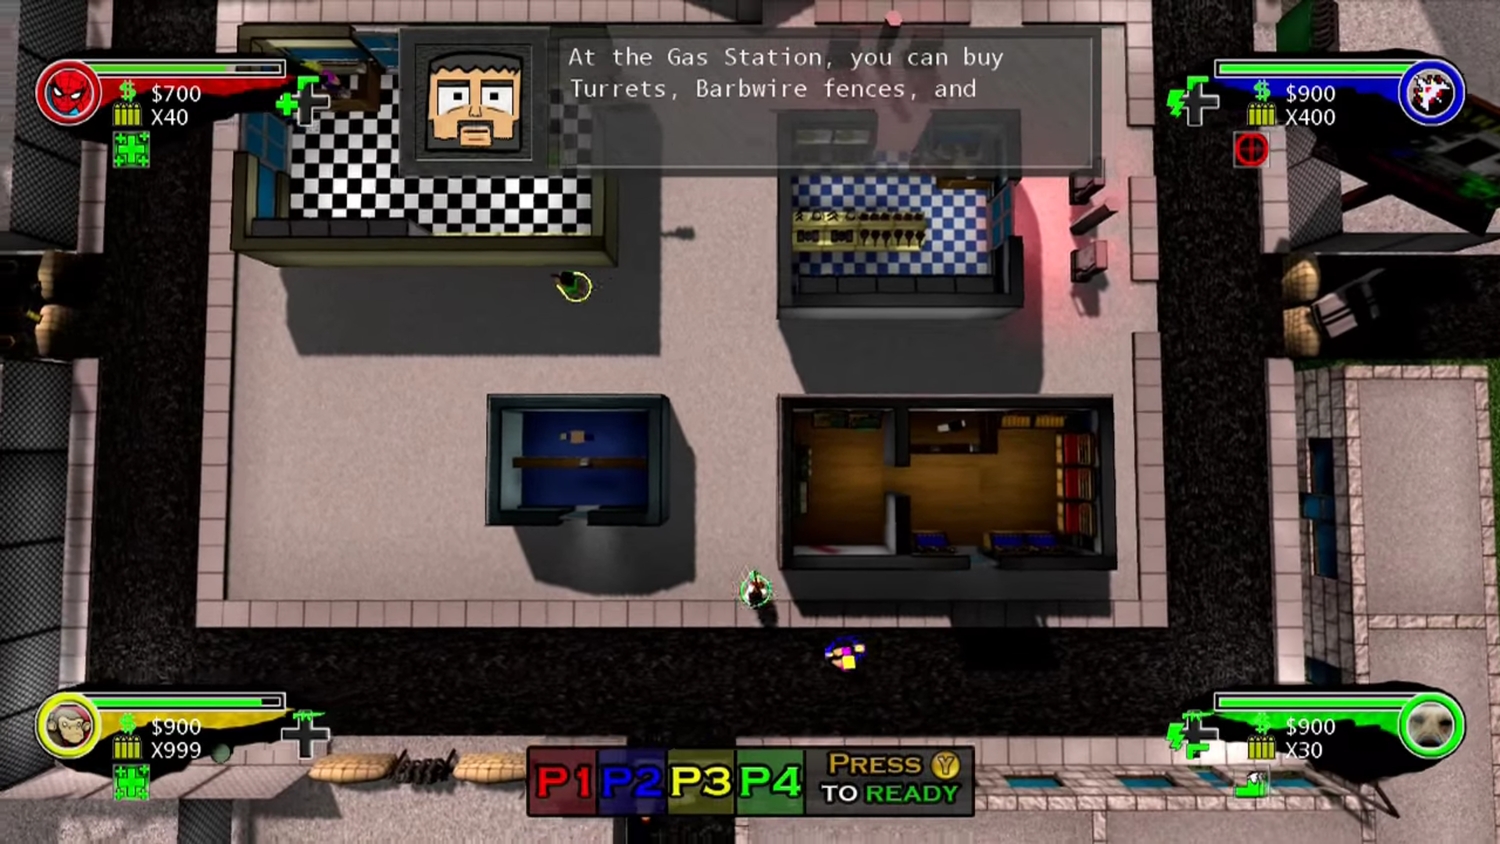 At the Gas Station, you can buy
Turrets, Barbwire fences, and
$700
X40
$900
X400
$900
X999
$900
X30
P1 P2 P3 P4
PRESS Y
TO READY